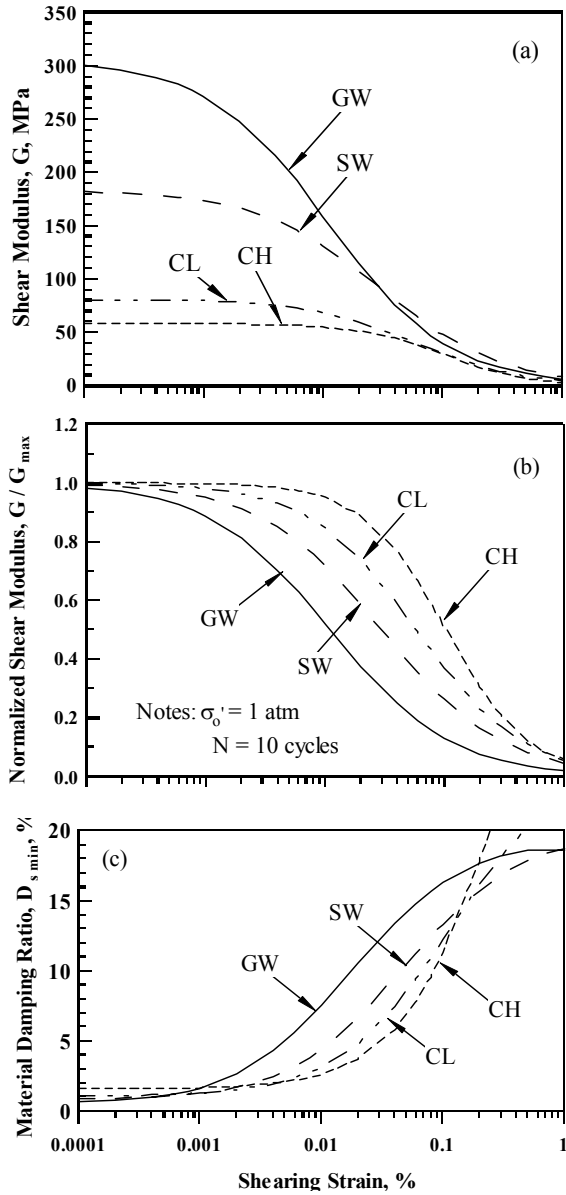 (a)
350
300
250
200
150
100
50
0
Shear Modulus, G, MPa
GW
SW
CL
CH
(b)
1.2
1.0
0.8
0.6
0.4
0.2
0.0
Normalized Shear Modulus, G / G max
CL
CH
GW
SW
Notes: σo' = 1 atm
N = 10 cycles
(c)
20
15
10
5
0
Material Damping Ratio, D s min, %
SW
GW
CH
CL
0.0001 0.001 0.01 0.1 1
Shearing Strain, %